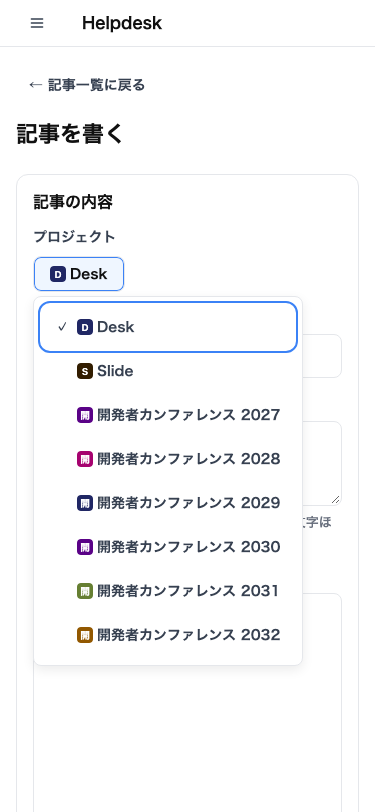 Helpdesk
← 記事一覧に戻る
記事を書く
記事の内容
プロジェクト
D Desk
✓ D Desk
S Slide
開 開発者カンファレンス 2027
開 開発者カンファレンス 2028
開 開発者カンファレンス 2029
字ほ
開 開発者カンファレンス 2030
開 開発者カンファレンス 2031
開 開発者カンファレンス 2032